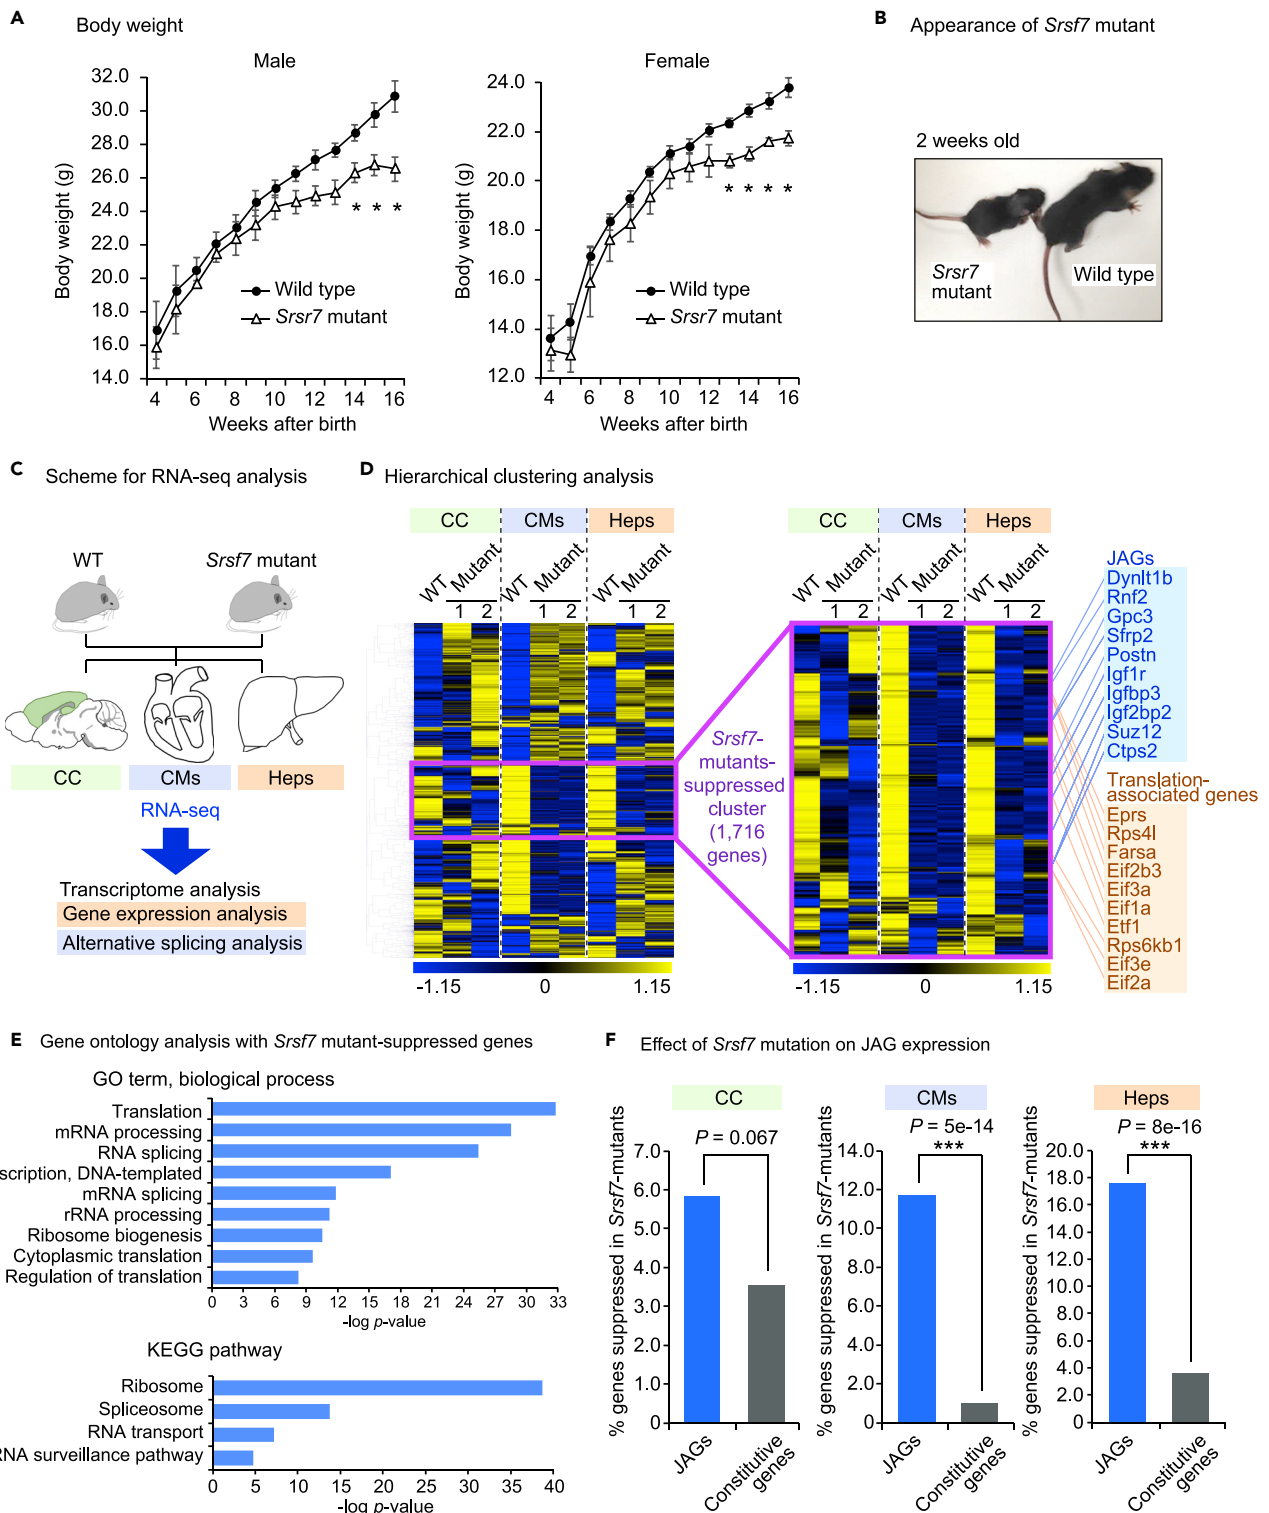 A Body weight
Male
Body weight (g)
32.0
30.0
28.0
26.0
24.0
22.0
20.0
18.0
16.0
14.0
* * *
Wild type
Srsr7 mutant
4 6 8 10 12 14 16
Weeks after birth
Female
Body weight (g)
24.0
22.0
20.0
18.0
16.0
14.0
12.0
* * * *
Wild type
Srsr7 mutant
4 6 8 10 12 14 16
Weeks after birth
B Appearance of Srsf7 mutant
2 weeks old
Srsr7
mutant
Wild type
C Scheme for RNA-seq analysis
WT Srsf7 mutant
CC CMs Heps
RNA-seq
Transcriptome analysis
Gene expression analysis
Alternative splicing analysis
D Hierarchical clustering analysis
CC CMs Heps
WT Mutant WT Mutant WT Mutant
1 2 1 2 1 2
-1.15 0 1.15
Srsf7-
mutants-
suppressed
cluster
(1,716
genes)
CC CMs Heps
WT Mutant WT Mutant WT Mutant
1 2 1 2 1 2
-1.15 0 1.15
JAGs
Dynlt1b
Rnf2
Gpc3
Sfrp2
Postn
Igf1r
Igfbp3
Igf2bp2
Suz12
Ctps2
Translation-
associated genes
Eprs
Rps4l
Farsa
Eif2b3
Eif3a
Eif1a
Etf1
Rps6kb1
Eif3e
Eif2a
E Gene ontology analysis with Srsf7 mutant-suppressed genes
GO term, biological process
Translation
mRNA processing
RNA splicing
scription, DNA-templated
mRNA splicing
rRNA processing
Ribosome biogenesis
Cytoplasmic translation
Regulation of translation
0 3 6 9 12 15 18 21 24 27 30 33
-log p-value
KEGG pathway
Ribosome
Spliceosome
RNA transport
RNA surveillance pathway
0 5 10 15 20 25 30 35 40
-log p-value
F Effect of Srsf7 mutation on JAG expression
CC
P = 0.067
% genes suppressed in Srsf7-mutants
7.0
6.0
5.0
4.0
3.0
2.0
1.0
0
JAGs
Constitutive
genes
CMs
P = 5e-14
***
% genes suppressed in Srsf7-mutants
14.0
12.0
10.0
8.0
6.0
4.0
2.0
0
JAGs
Constitutive
genes
Heps
P = 8e-16
***
% genes suppressed in Srsf7-mutants
20.0
18.0
16.0
14.0
12.0
10.0
8.0
6.0
4.0
2.0
0
JAGs
Constitutive
genes